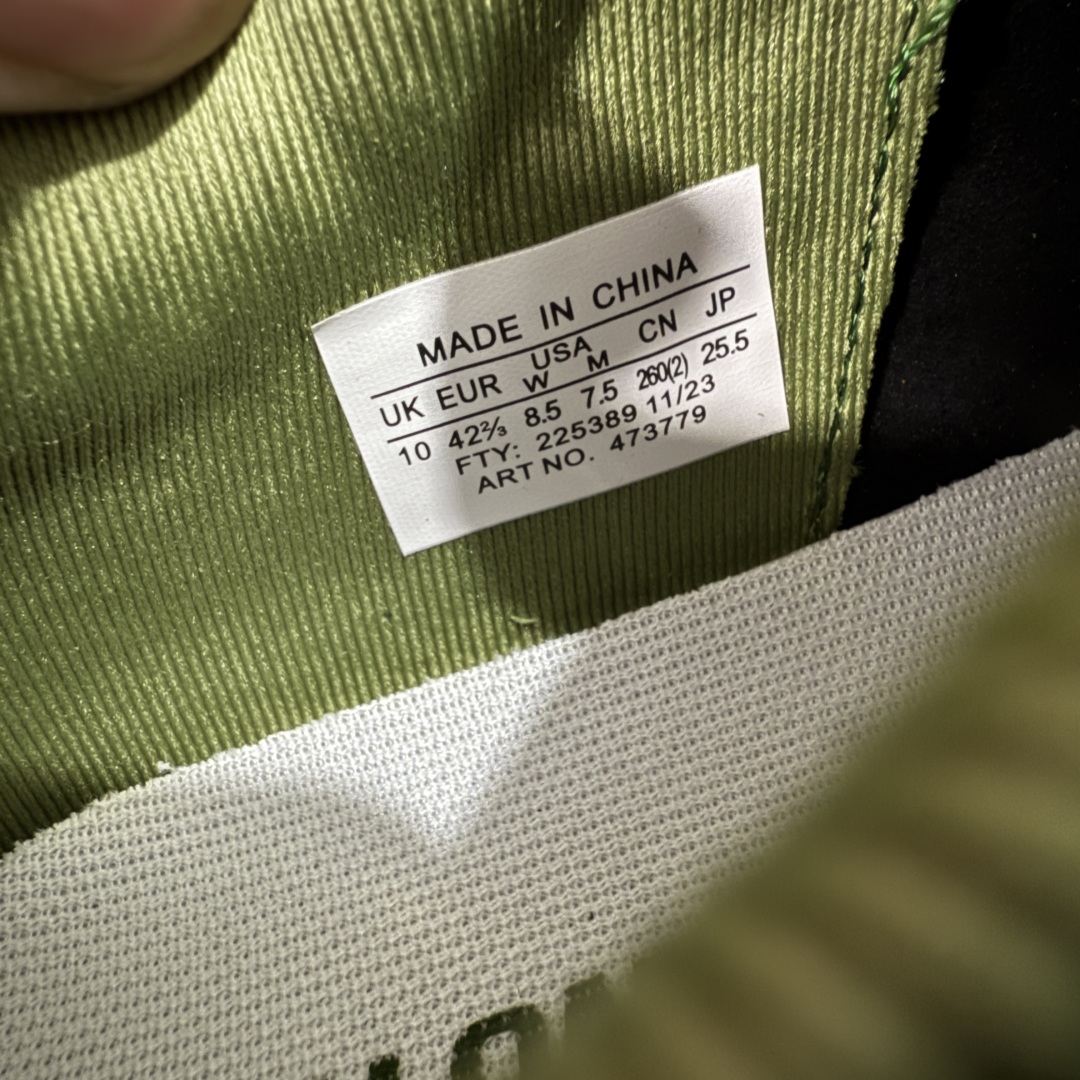 MADE IN CHINA
UK EUR USA W M CN JP
10 42⅔ 8.5 7.5 260(2) 25.5
FTY: 225389 11/23
ART NO. 473779